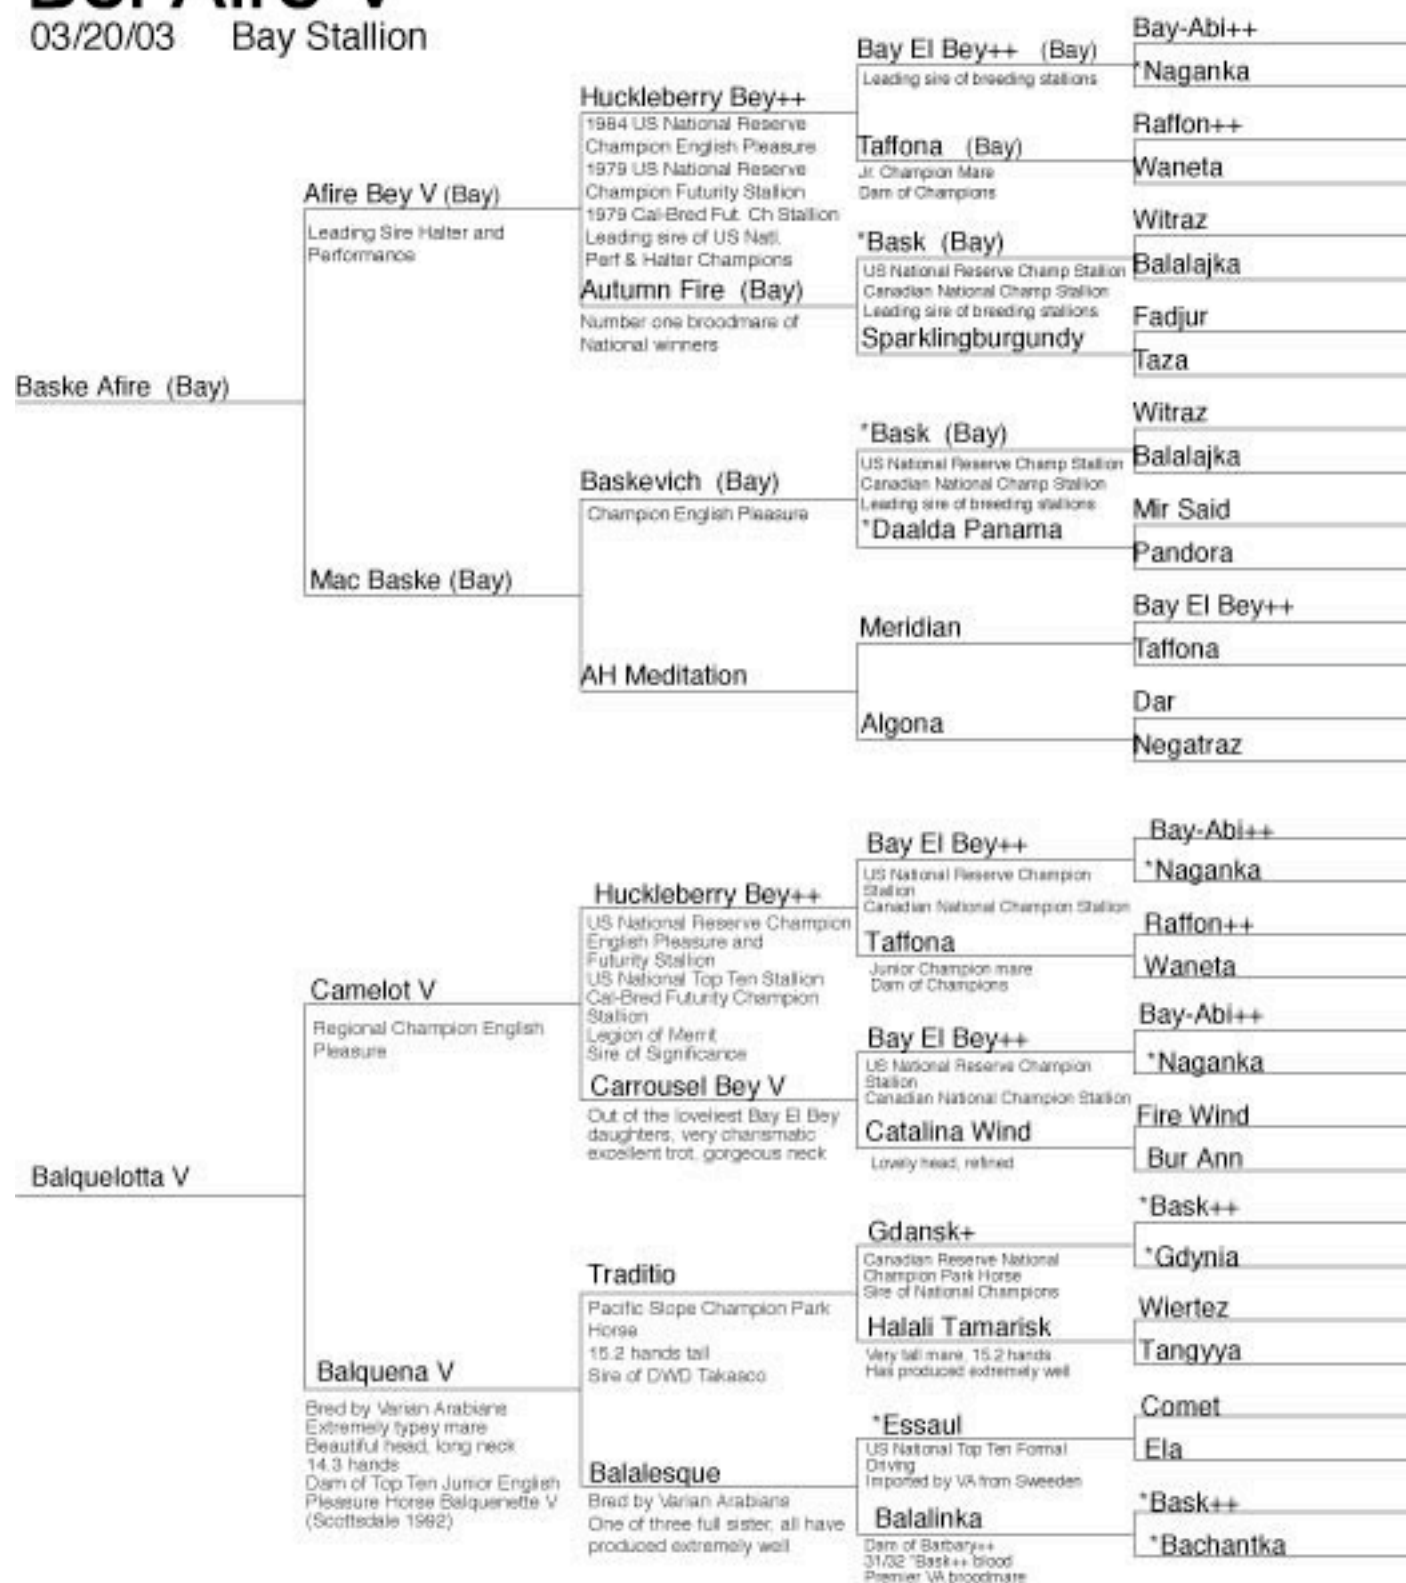 03/20/03 Bay Stallion
Baske Afire (Bay)
Afire Bey V (Bay)
Leading Sire Halter and
Performance
Mac Baske (Bay)
Huckleberry Bey++
1984 US National Reserve
Champion English Pleasure
1979 US National Reserve
Champion Futurity Stallion
1979 Cal-Bred Fut. Ch Stallion
Leading sire of US Natl.
Perf & Halter Champions
Autumn Fire (Bay)
Number one broodmare of
National winners
Baskevich (Bay)
Champion English Pleasure
AH Meditation
Bay El Bey++ (Bay)
Leading sire of breeding stallions
Taffona (Bay)
Jr. Champion Mare
Dam of Champions
*Bask (Bay)
US National Reserve Champ Stallion
Canadian National Champ Stallion
Leading sire of breeding stallions
Sparklingburgundy
*Bask (Bay)
US National Reserve Champ Stallion
Canadian National Champ Stallion
Leading sire of breeding stallions
*Daalda Panama
Meridian
Algona
Bay-Abi++
*Naganka
Raffon++
Waneta
Witraz
Balalajka
Fadjur
Taza
Witraz
Balalajka
Mir Said
Pandora
Bay El Bey++
Taffona
Dar
Negatraz
Balquelotta V
Camelot V
Regional Champion English
Pleasure
Balquena V
Bred by Varian Arabians
Extremely typey mare
Beautiful head, long neck
14.3 hands
Dam of Top Ten Junior English
Pleasure Horse Balquenette V
(Scottsdale 1992)
Huckleberry Bey++
US National Reserve Champion
English Pleasure and
Futurity Stallion
US National Top Ten Stallion
Cal-Bred Futurity Champion
Stallion
Legion of Merrit
Sire of Significance
Carrousel Bey V
Out of the loveliest Bay El Bey
daughters, very charismatic
excellent trot, gorgeous neck
Traditio
Pacific Slope Champion Park
Horse
15.2 hands tall
Sire of DWD Takasco
Balalesque
Bred by Varian Arabians
One of three full sister, all have
produced extremely well
Bay El Bey++
US National Reserve Champion
Stallion
Canadian National Champion Stallion
Taffona
Junior Champion mare
Dam of Champions
Bay El Bey++
US National Reserve Champion
Stallion
Canadian National Champion Stallion
Catalina Wind
Lovely head, refined
Gdansk+
Canadian Reserve National
Champion Park Horse
Sire of National Champions
Halali Tamarisk
Very tall mare, 15.2 hands
Has produced extremely well
*Essaul
US National Top Ten Formal
Driving
Imported by VA from Sweeden
Balalinka
Dam of Barbary++
31/32 *Bask++ blood
Premier VA broodmare
Bay-Abi++
*Naganka
Raffon++
Waneta
Bay-Abi++
*Naganka
Fire Wind
Bur Ann
*Bask++
*Gdynia
Wiertez
Tangyya
Comet
Ela
*Bask++
*Bachantka